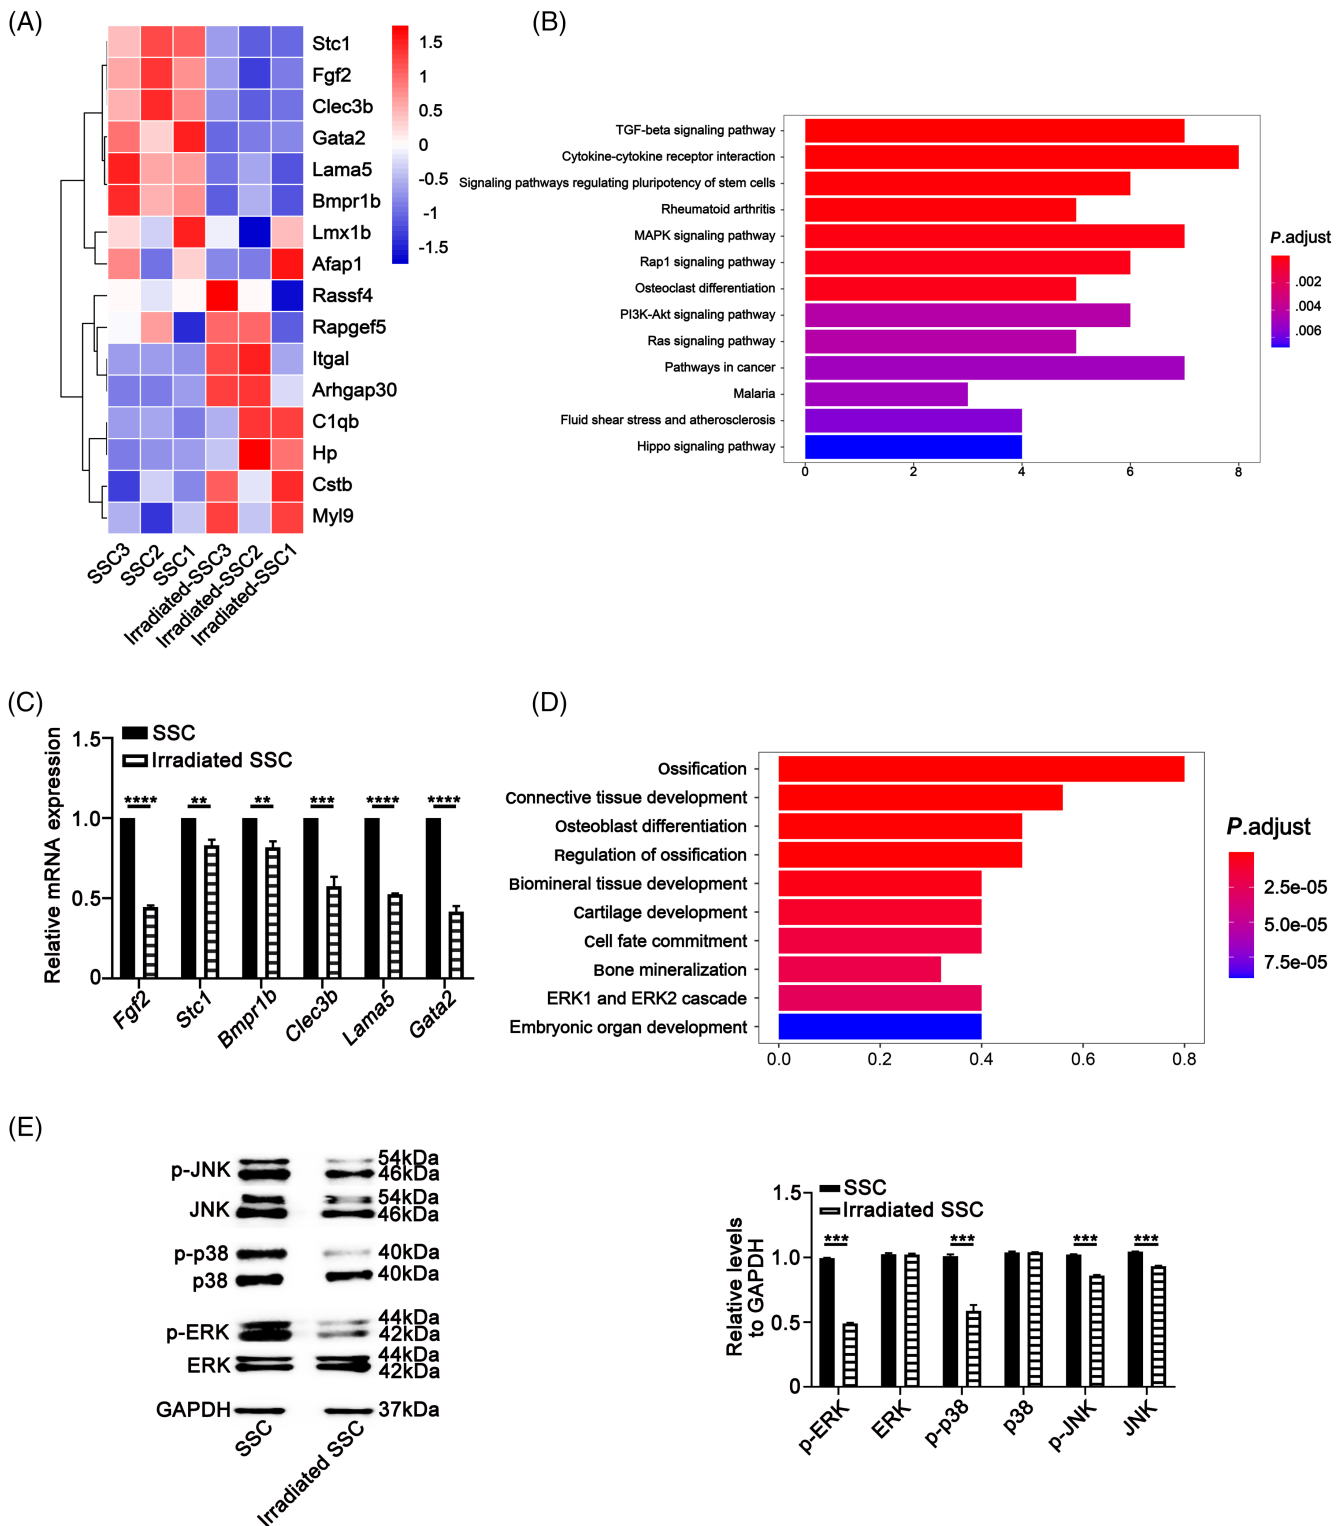 (A)
1.5
1
0.5
0
-0.5
-1
-1.5
Stc1
Fgf2
Clec3b
Gata2
Lama5
Bmpr1b
Lmx1b
Afap1
Rassf4
Rapgef5
Itgal
Arhgap30
C1qb
Hp
Cstb
Myl9
SSC3
SSC2
SSC1
Irradiated-SSC3
Irradiated-SSC2
Irradiated-SSC1
(B)
TGF-beta signaling pathway
Cytokine-cytokine receptor interaction
Signaling pathways regulating pluripotency of stem cells
Rheumatoid arthritis
MAPK signaling pathway
Rap1 signaling pathway
Osteoclast differentiation
PI3K-Akt signaling pathway
Ras signaling pathway
Pathways in cancer
Malaria
Fluid shear stress and atherosclerosis
Hippo signaling pathway
0 2 4 6 8
P.adjust
.002
.004
.006
(C)
Relative mRNA expression
SSC
Irradiated SSC
1.5
1.0
0.5
0
**** ** ** *** **** ****
Fgf2 Stc1 Bmpr1b Clec3b Lama5 Gata2
(D)
Ossification
Connective tissue development
Osteoblast differentiation
Regulation of ossification
Biomineral tissue development
Cartilage development
Cell fate commitment
Bone mineralization
ERK1 and ERK2 cascade
Embryonic organ development
0.0 0.2 0.4 0.6 0.8
P.adjust
2.5e-05
5.0e-05
7.5e-05
(E)
p-JNK 54kDa
46kDa
JNK 54kDa
46kDa
p-p38 40kDa
p38 40kDa
p-ERK 44kDa
42kDa
ERK 44kDa
42kDa
GAPDH 37kDa
SSC
Irradiated SSC
Relative levels
to GAPDH
SSC
Irradiated SSC
1.5
1.0
0.5
0
*** *** *** ***
p-ERK ERK p-p38 p38 p-JNK JNK